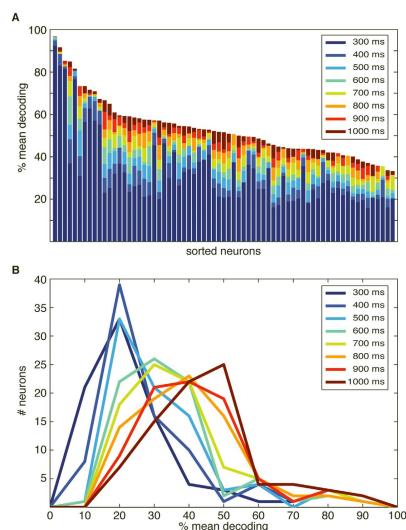 A
100
80
60
40
20
% mean decoding
300 ms
400 ms
500 ms
600 ms
700 ms
800 ms
900 ms
1000 ms
sorted neurons
B
40
35
30
25
20
15
10
5
0
# neurons
300 ms
400 ms
500 ms
600 ms
700 ms
800 ms
900 ms
1000 ms
0 10 20 30 40 50 60 70 80 90 100
% mean decoding